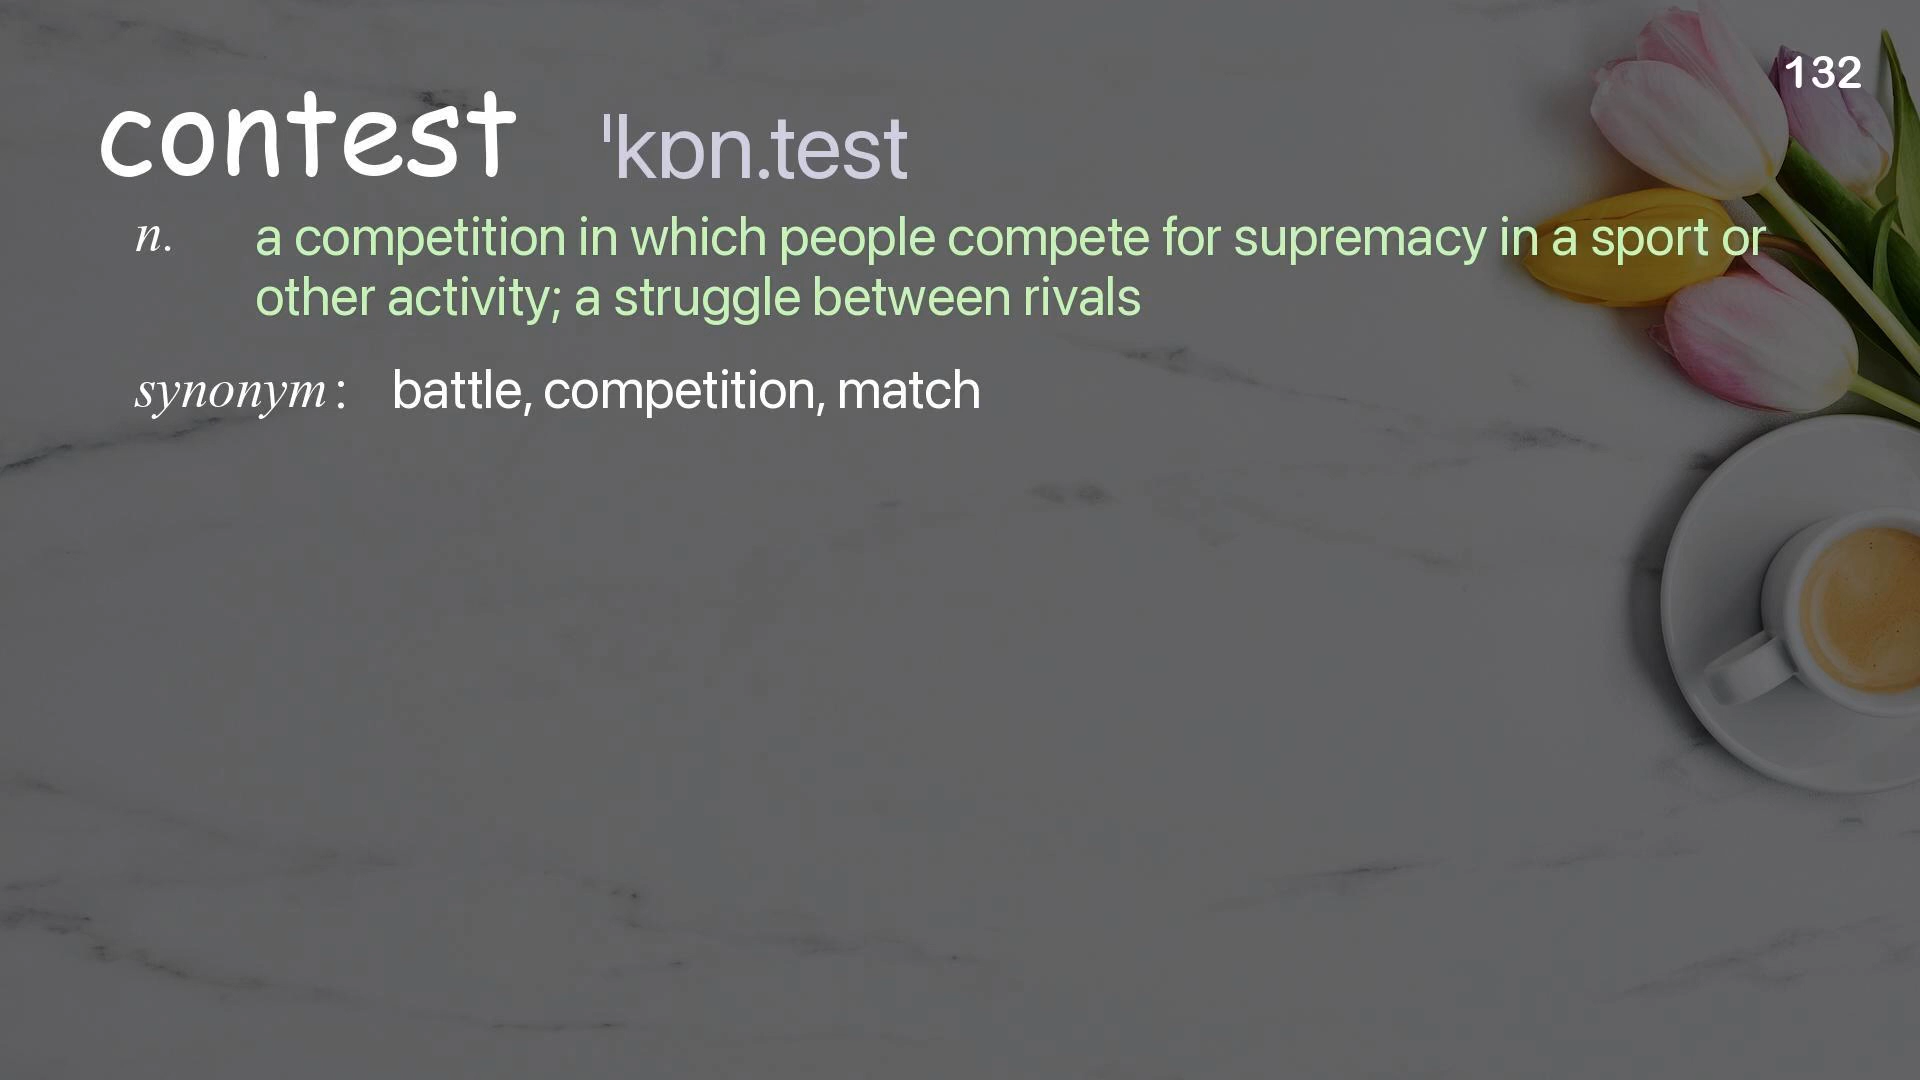 132
contest ˈkɒn.test
n. a competition in which people compete for supremacy in a sport or
other activity; a struggle between rivals
synonym: battle, competition, match